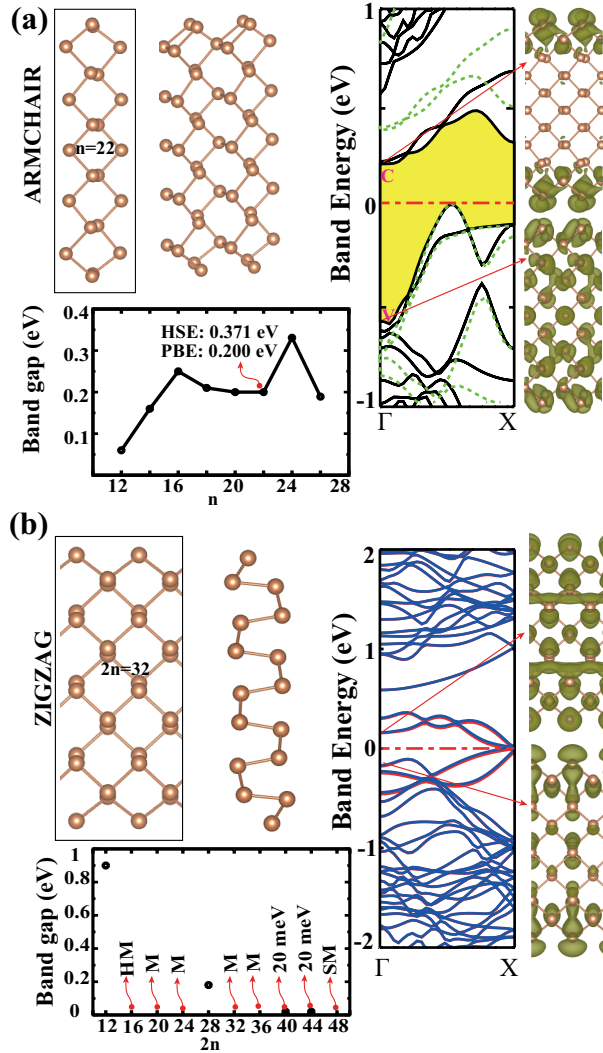 (a)
ARMCHAIR
n=22
Band gap (eV)
0.4
0.3
0.2
0.1
HSE: 0.371 eV
PBE: 0.200 eV
12 16 20 24 28
n
Band Energy (eV)
1
0
-1
C
V
Γ X
(b)
ZIGZAG
2n=32
Band gap (eV)
1
0.8
0.6
0.4
0.2
0
HM
M
M
M
M
20 meV
20 meV
SM
12 16 20 24 28 32 36 40 44 48
2n
Band Energy (eV)
2
1
0
-1
-2
Γ X